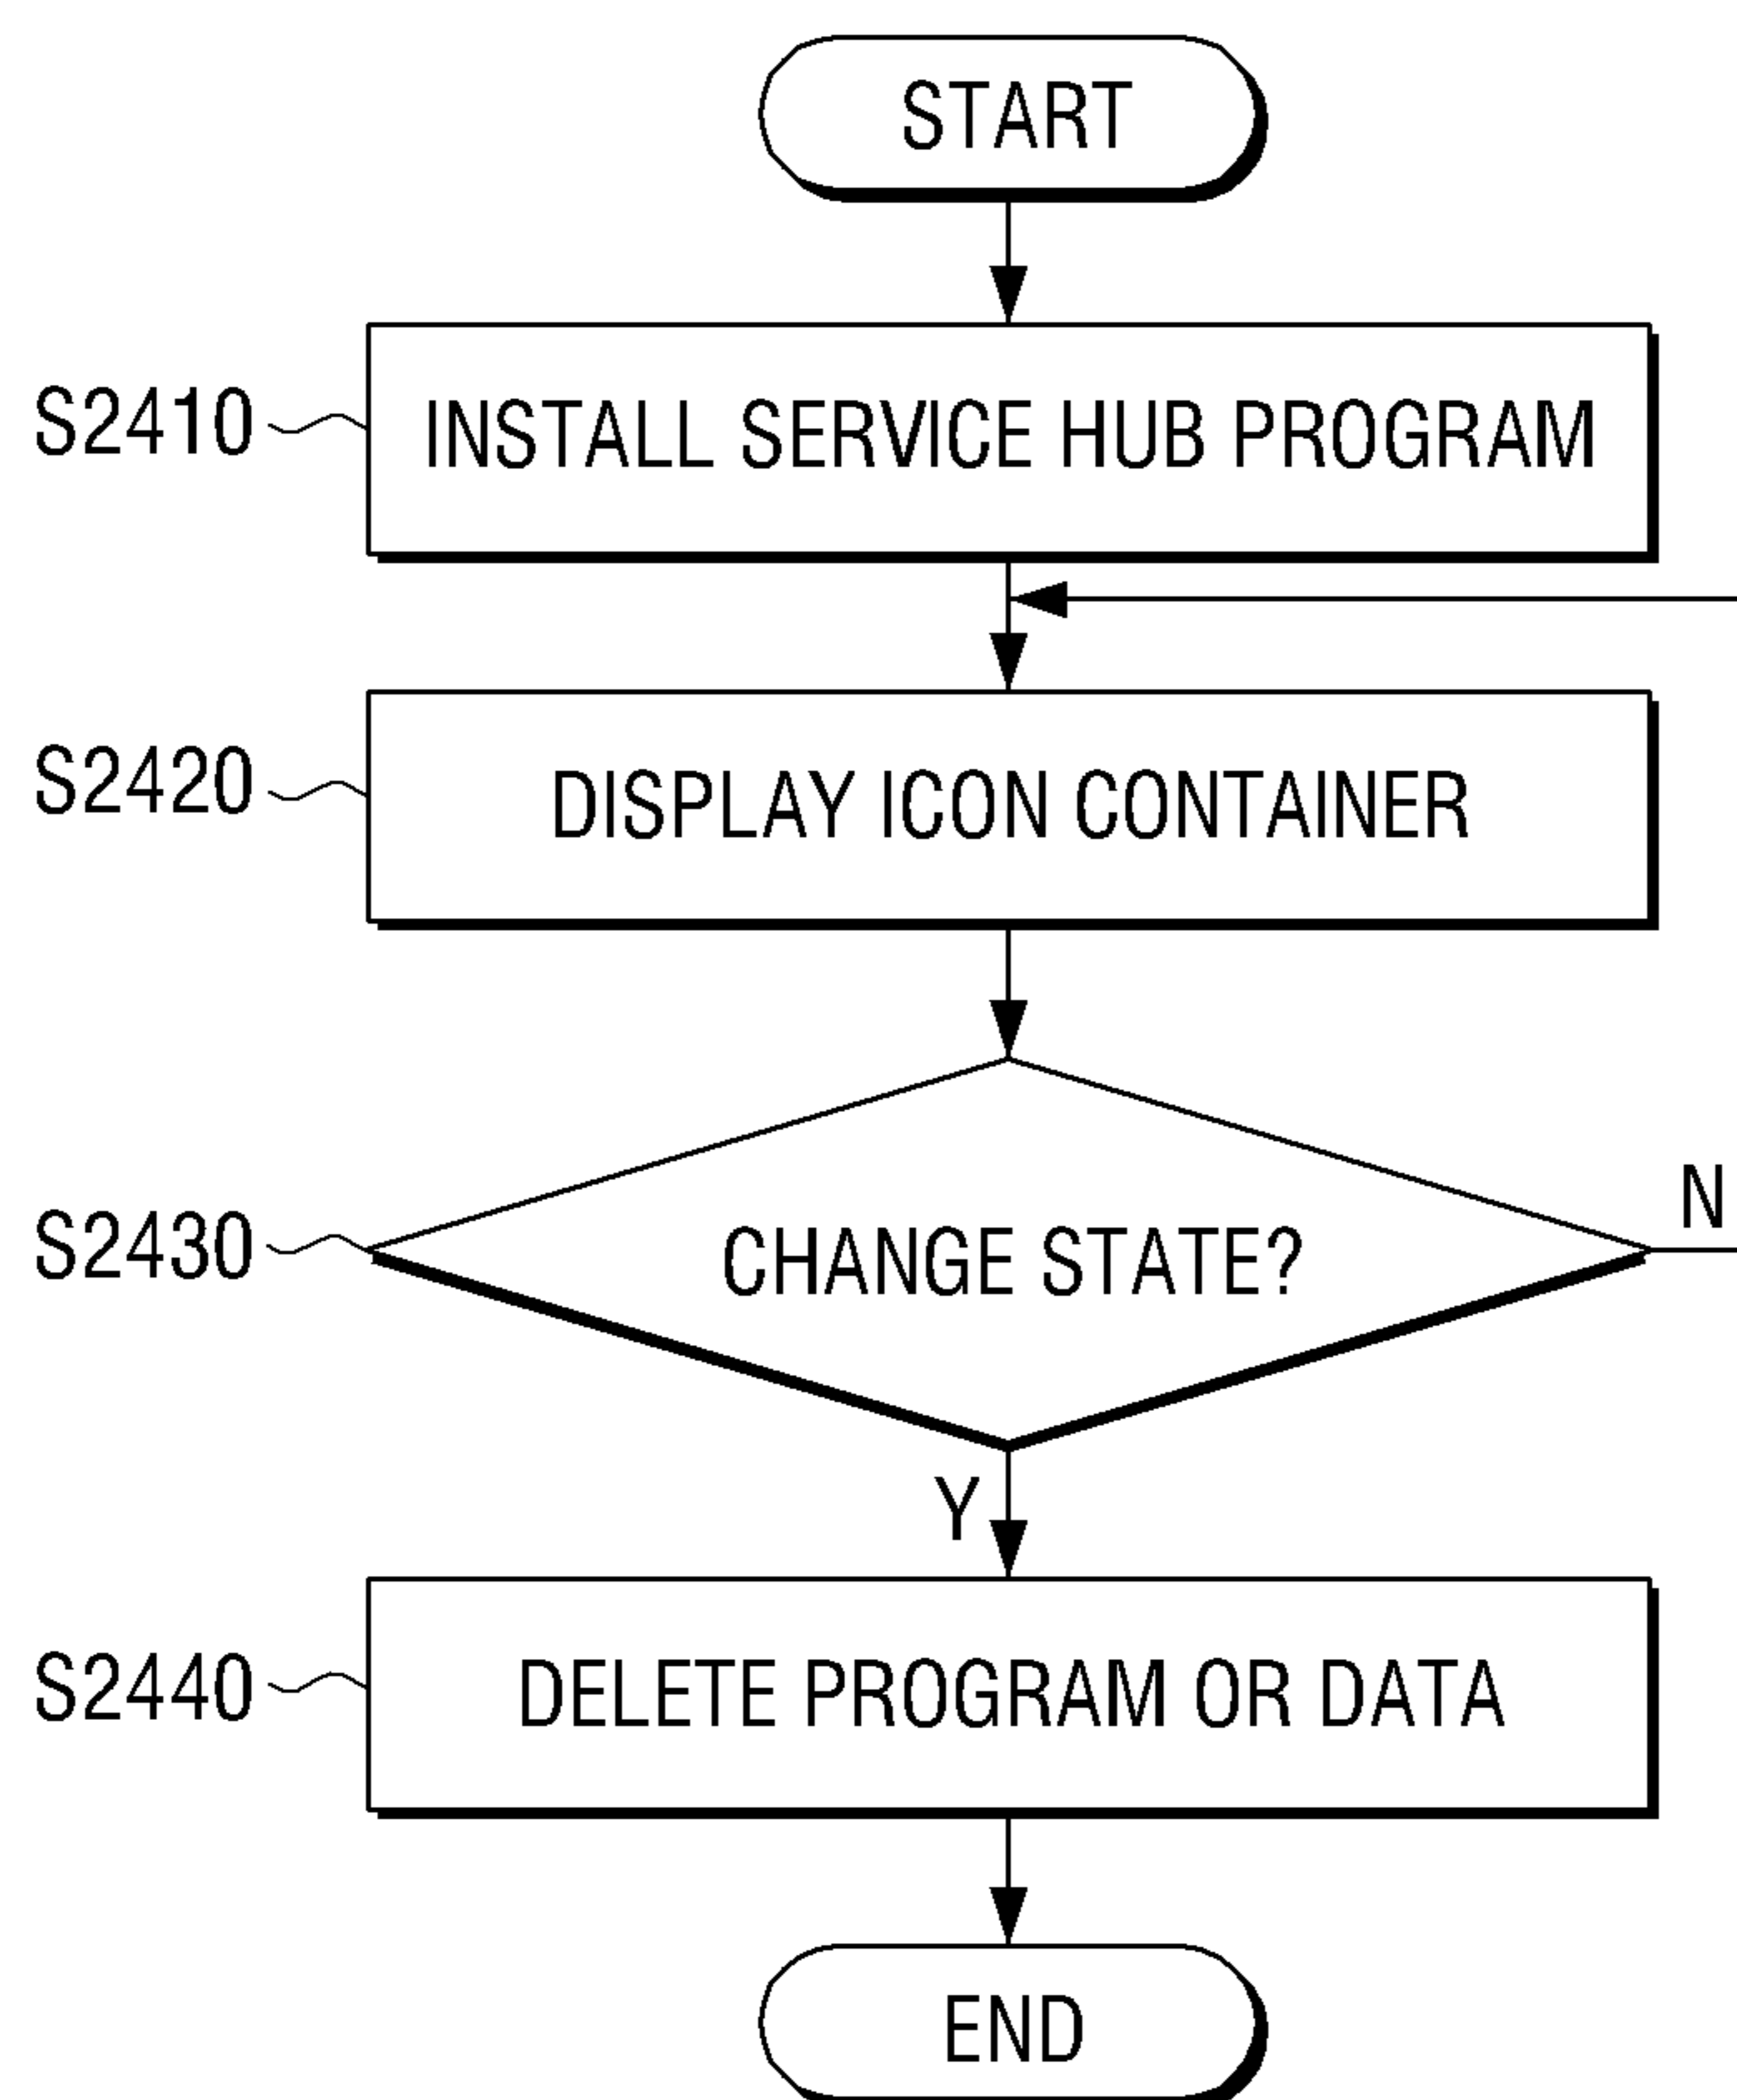 START
S2410
INSTALL SERVICE HUB PROGRAM
S2420
DISPLAY ICON CONTAINER
S2430
CHANGE STATE?
N
Y
S2440
DELETE PROGRAM OR DATA
END